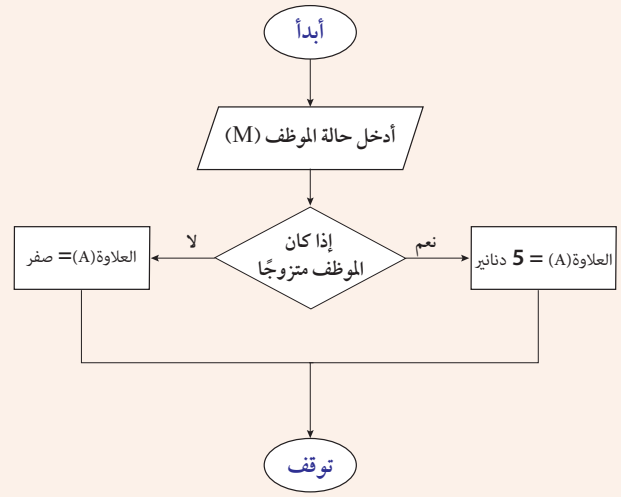 أبدأ
أدخل حالة الموظف (M)
إذا كان
الموظف متزوجًا
نعم
لا
العلاوة(A) = 5 دنانير
العلاوة(A)= صفر
توقف